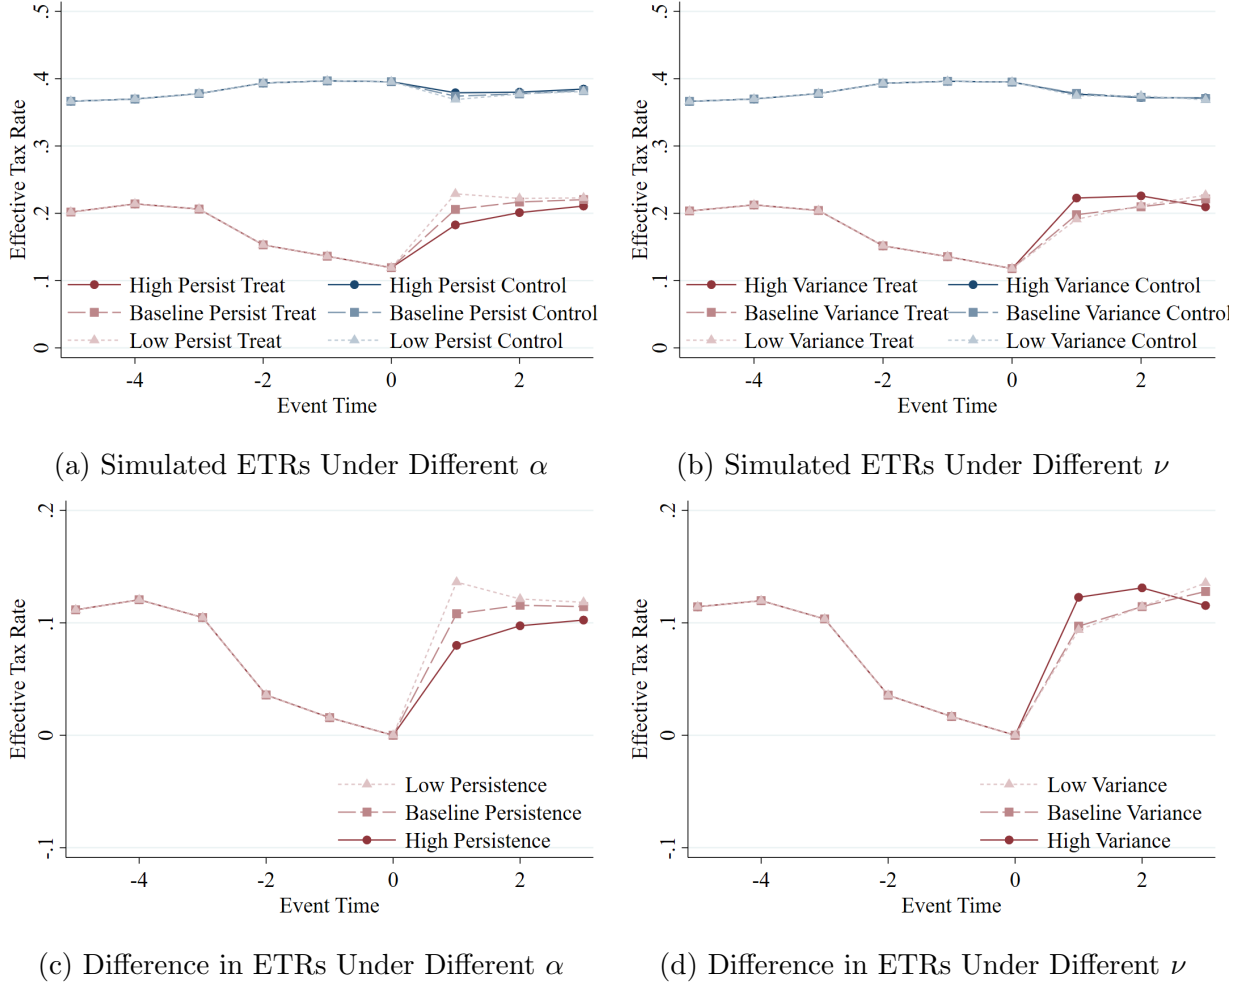 .5
.4
.3
.2
.1
0
Effective Tax Rate
High Persist Treat
High Persist Control
Baseline Persist Treat
Baseline Persist Control
Low Persist Treat
Low Persist Control
-4
-2
0
2
Event Time
(a) Simulated ETRs Under Different α
.5
.4
.3
.2
.1
0
Effective Tax Rate
High Variance Treat
High Variance Control
Baseline Variance Treat
Baseline Variance Control
Low Variance Treat
Low Variance Control
-4
-2
0
2
Event Time
(b) Simulated ETRs Under Different ν
.2
.1
0
-.1
Effective Tax Rate
Low Persistence
Baseline Persistence
High Persistence
-4
-2
0
2
Event Time
(c) Difference in ETRs Under Different α
.2
.1
0
-.1
Effective Tax Rate
Low Variance
Baseline Variance
High Variance
-4
-2
0
2
Event Time
(d) Difference in ETRs Under Different ν